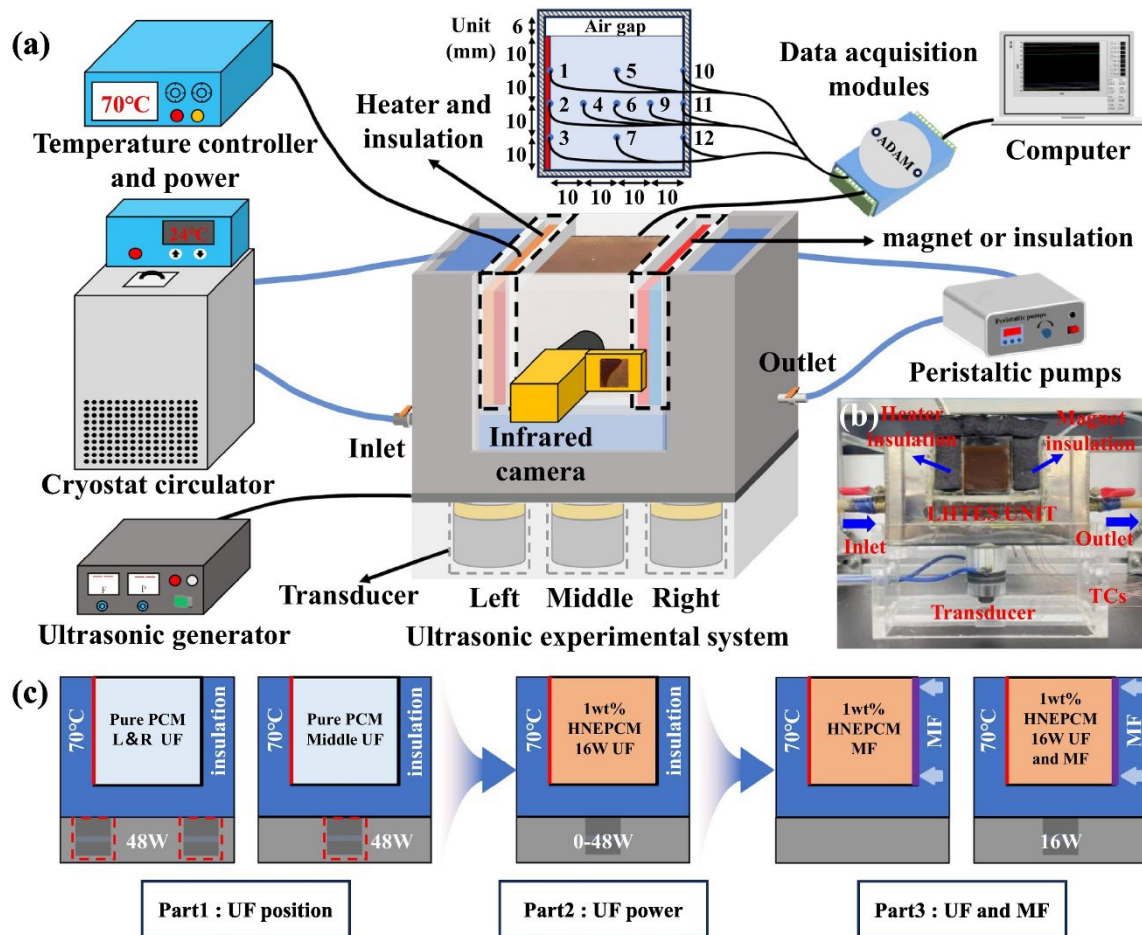 (a)
70℃
Temperature controller
and power
Heater and
insulation
Unit
(mm)
6
10
10
10
10
Air gap
1 5 10
2 4 6 9 11
3 7 12
10 10 10 10
Data acquisition
modules
ADAM
Computer
24℃
Cryostat circulator
magnet or insulation
Peristaltic pumps
Peristaltic pumps
Outlet
Inlet
Infrared
camera
F P
Ultrasonic generator
Transducer
Left Middle Right
Ultrasonic experimental system
(b)
Heater
insulation
Magnet
insulation
LHTES UNIT
Inlet
Outlet
TCs
Transducer
(c)
70℃
Pure PCM
L&R UF
insulation
48W
Pure PCM
Middle UF
48W
70℃
1wt%
HNEPCM
16W UF
insulation
0-48W
70℃
1wt%
HNEPCM
MF
MF
70℃
1wt%
HNEPCM
16W UF
and MF
MF
16W
Part1 : UF position
Part2 : UF power
Part3 : UF and MF